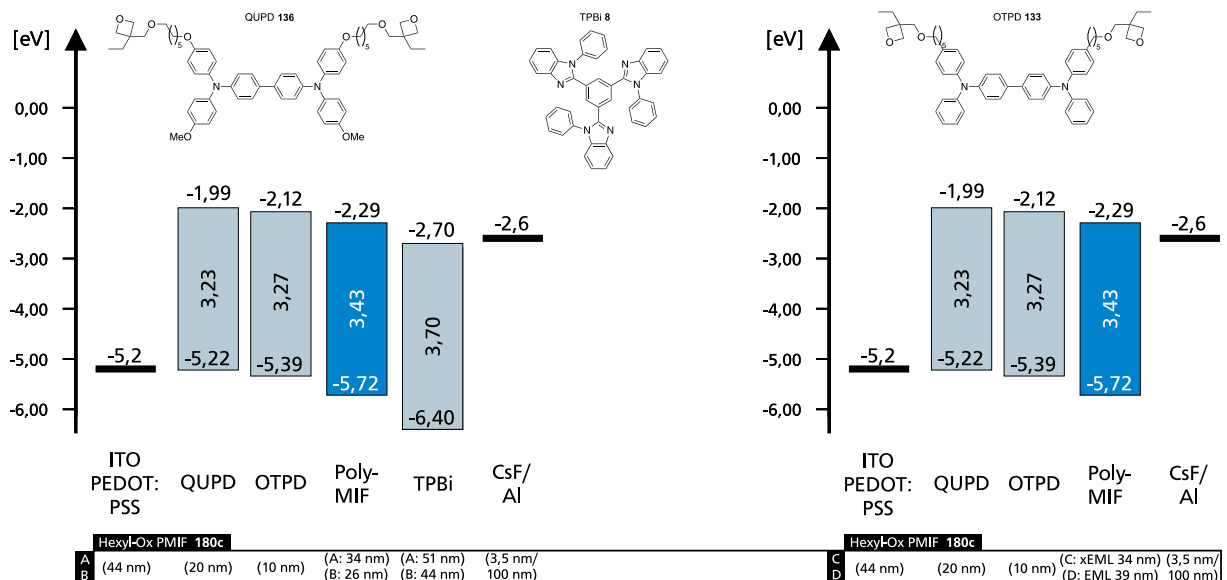 QUPD 136
TPBi 8
OTPD 133
[eV]
0,00
-1,00
-2,00
-3,00
-4,00
-5,00
-6,00
O
O
O
O
O
O
5
5
N
N
OMe
OMe
N
N
N
N
N
N
-5,2
-1,99
3,23
-5,22
-2,12
3,27
-5,39
-2,29
3,43
-5,72
-2,70
3,70
-6,40
-2,6
ITO
PEDOT:
PSS
QUPD
OTPD
Poly-
MIF
TPBi
CsF/
Al
Hexyl-Ox PMIF 180c
A
B
(44 nm)
(20 nm)
(10 nm)
(A: 34 nm)
(B: 26 nm)
(A: 51 nm)
(B: 44 nm)
(3,5 nm/
100 nm)
[eV]
0,00
-1,00
-2,00
-3,00
-4,00
-5,00
-6,00
O
O
O
O
5
5
N
N
-5,2
-1,99
3,23
-5,22
-2,12
3,27
-5,39
-2,29
3,43
-5,72
-2,6
ITO
PEDOT:
PSS
QUPD
OTPD
Poly-
MIF
CsF/
Al
Hexyl-Ox PMIF 180c
C
D
(44 nm)
(20 nm)
(10 nm)
(C: xEML 34 nm)
(D: EML 39 nm)
(3,5 nm/
100 nm)